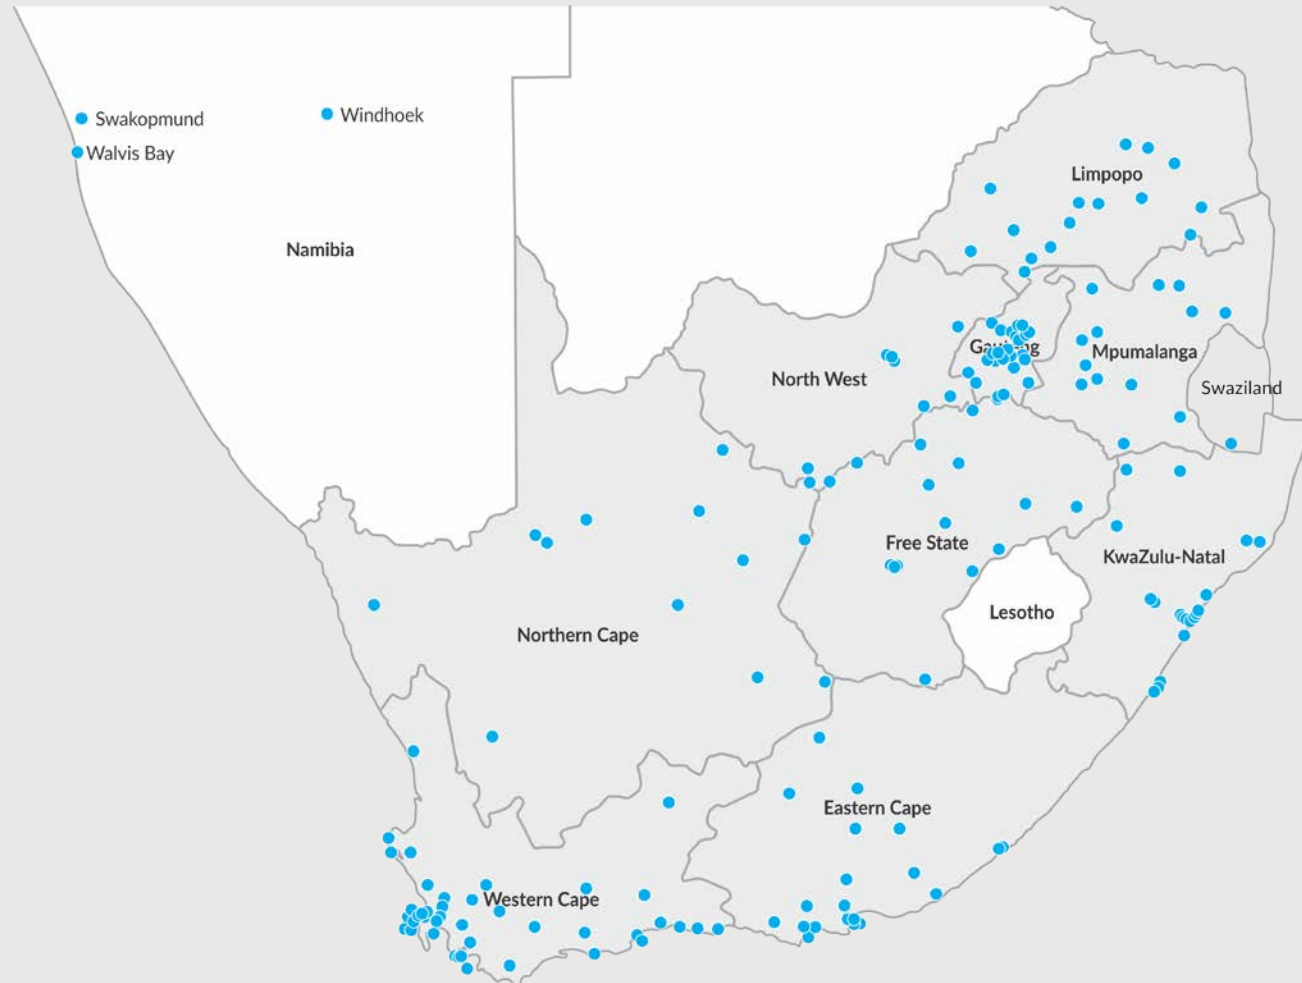 Swakopmund
Windhoek
Walvis Bay
Limpopo
Namibia
Gauteng
Mpumalanga
North West
Swaziland
Free State
KwaZulu-Natal
Lesotho
Northern Cape
Eastern Cape
Western Cape